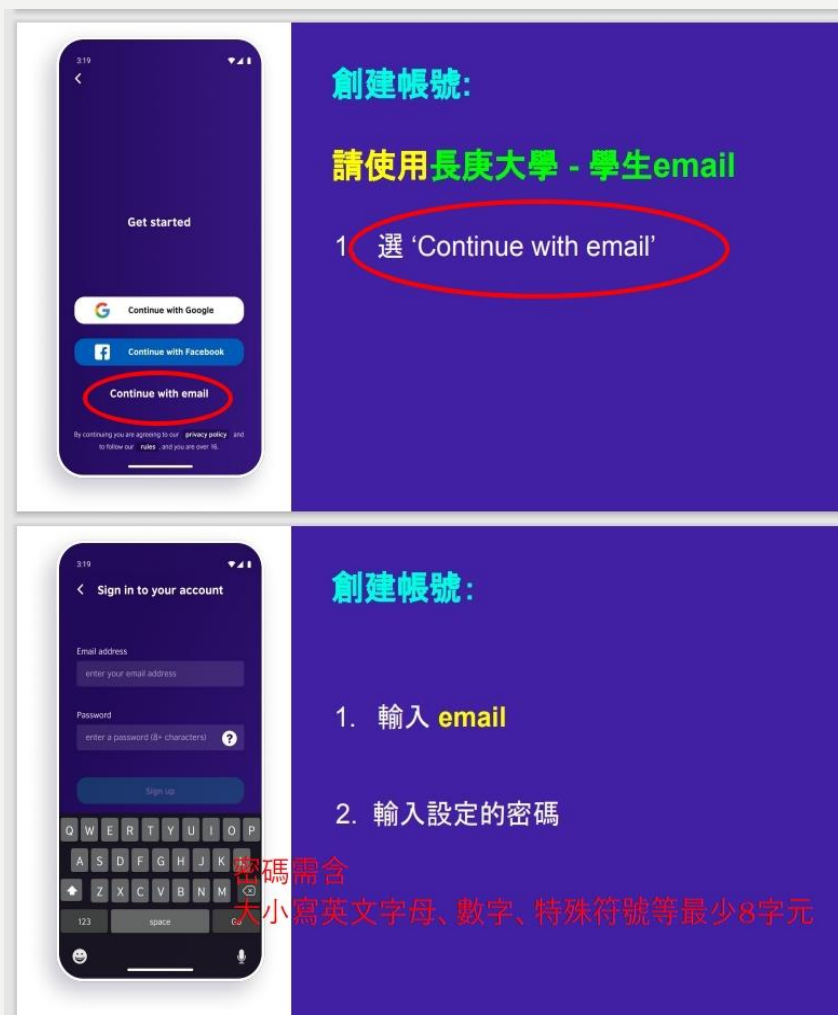 3:19
創建帳號:
請使用長庚大學 - 學生email
Get started
1. 選 ‘Continue with email’
Continue with Google
Continue with Facebook
Continue with email
By continuing you are agreeing to our privacy policy and
to follow our rules , and you are over 16.
3:19
Sign in to your account
創建帳號:
Email address
enter your email address
Password
enter a password (8+ characters) ?
Sign up
1. 輸入 email
2. 輸入設定的密碼
Q W E R T Y U I O P
A S D F G H J K
Z X C V B N M
123 space
密碼需含
大小寫英文字母、數字、特殊符號等最少8字元